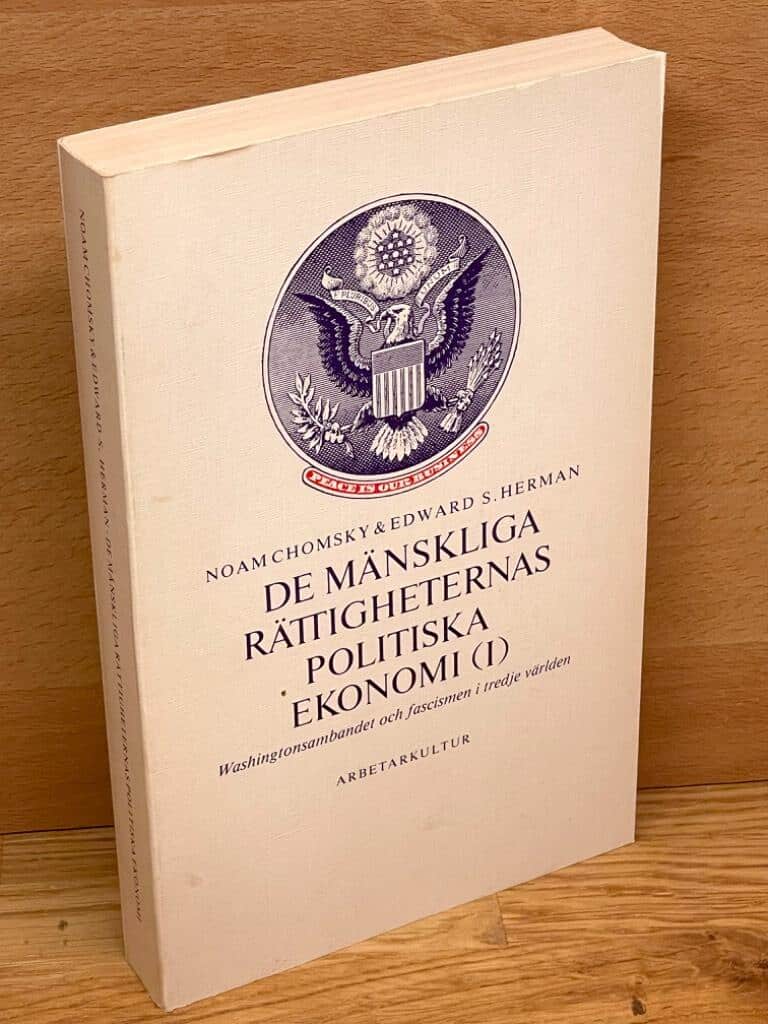 E PLURIBUS UNUM
PEACE IS OUR BUSINESS
NOAM CHOMSKY & EDWARD S. HERMAN
DE MÄNSKLIGA
RÄTTIGHETERNAS
POLITISKA
EKONOMI (I)
Washingtonsambandet och fascismen i tredje världen
ARBETARKULTUR
NOAM CHOMSKY & EDWARD S. HERMAN · DE MÄNSKLIGA RÄTTIGHETERNAS POLITISKA EKONOMI